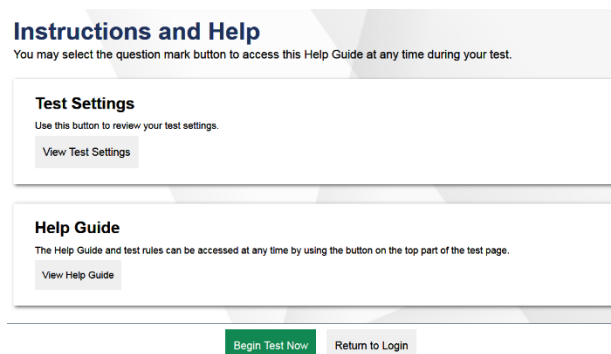 Instructions and Help
You may select the question mark button to access this Help Guide at any time during your test.
Test Settings
Use this button to review your test settings.
View Test Settings
Help Guide
The Help Guide and test rules can be accessed at any time by using the button on the top part of the test page.
View Help Guide
Begin Test Now Return to Login